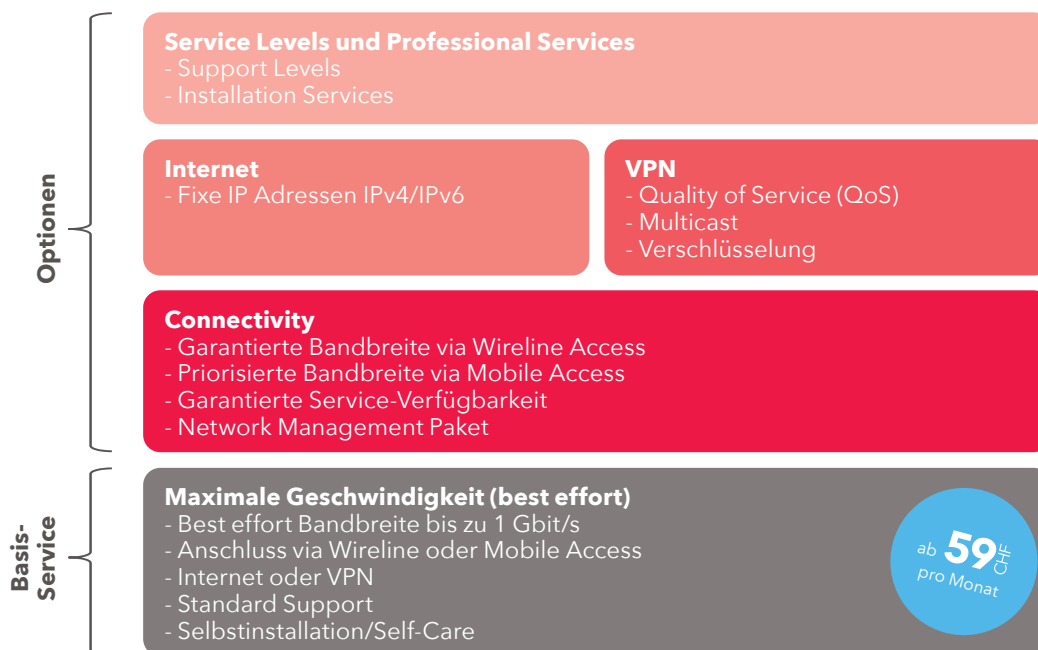 Service Levels und Professional Services
- Support Levels
- Installation Services
Optionen
Internet
- Fixe IP Adressen IPv4/IPv6
VPN
- Quality of Service (QoS)
- Multicast
- Verschlüsselung
Connectivity
- Garantierte Bandbreite via Wireline Access
- Priorisierte Bandbreite via Mobile Access
- Garantierte Service-Verfügbarkeit
- Network Management Paket
Basis-
Service
Maximale Geschwindigkeit (best effort)
- Best effort Bandbreite bis zu 1 Gbit/s
- Anschluss via Wireline oder Mobile Access
- Internet oder VPN
- Standard Support
- Selbstinstallation/Self-Care
ab 59 CHF
pro Monat